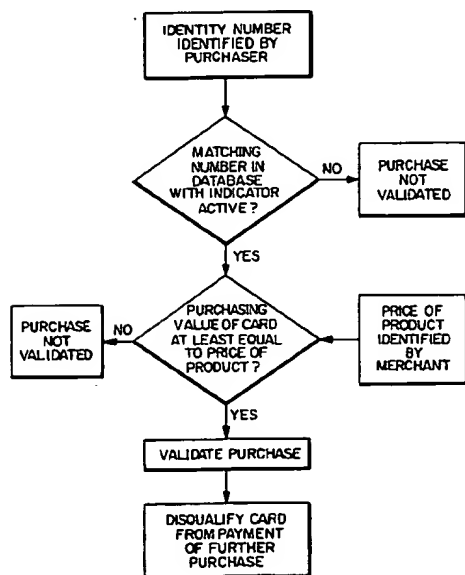 IDENTITY NUMBER
IDENTIFIED BY
PURCHASER
MATCHING
NUMBER IN
DATABASE
WITH INDICATOR
ACTIVE ?
NO
PURCHASE
NOT
VALIDATED
YES
PURCHASING
VALUE OF CARD
AT LEAST EQUAL
TO PRICE OF
PRODUCT ?
NO
PURCHASE
NOT
VALIDATED
PRICE OF
PRODUCT
IDENTIFIED
BY
MERCHANT
YES
VALIDATE PURCHASE
DISQUALIFY CARD
FROM PAYMENT
OF FURTHER
PURCHASE